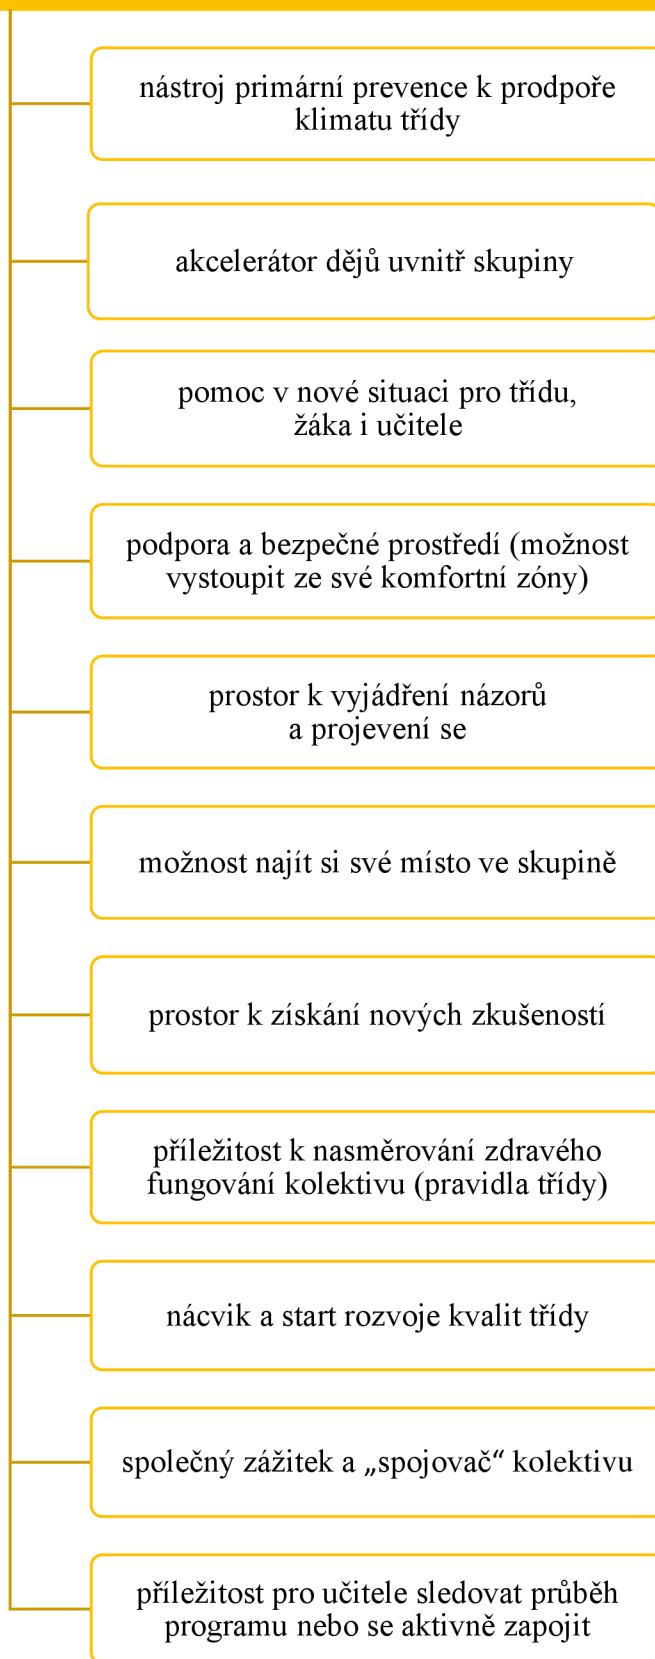 nástroj primární prevence k prodpoře
klimatu třídy
akcelerátor dějů uvnitř skupiny
pomoc v nové situaci pro třídu,
žáka i učitele
podpora a bezpečné prostředí (možnost
vystoupit ze své komfortní zóny)
prostor k vyjádření názorů
a projevení se
možnost najít si své místo ve skupině
prostor k získání nových zkušeností
příležitost k nasměrování zdravého
fungování kolektivu (pravidla třídy)
nácvik a start rozvoje kvalit třídy
společný zážitek a „spojovač“ kolektivu
příležitost pro učitele sledovat průběh
programu nebo se aktivně zapojit